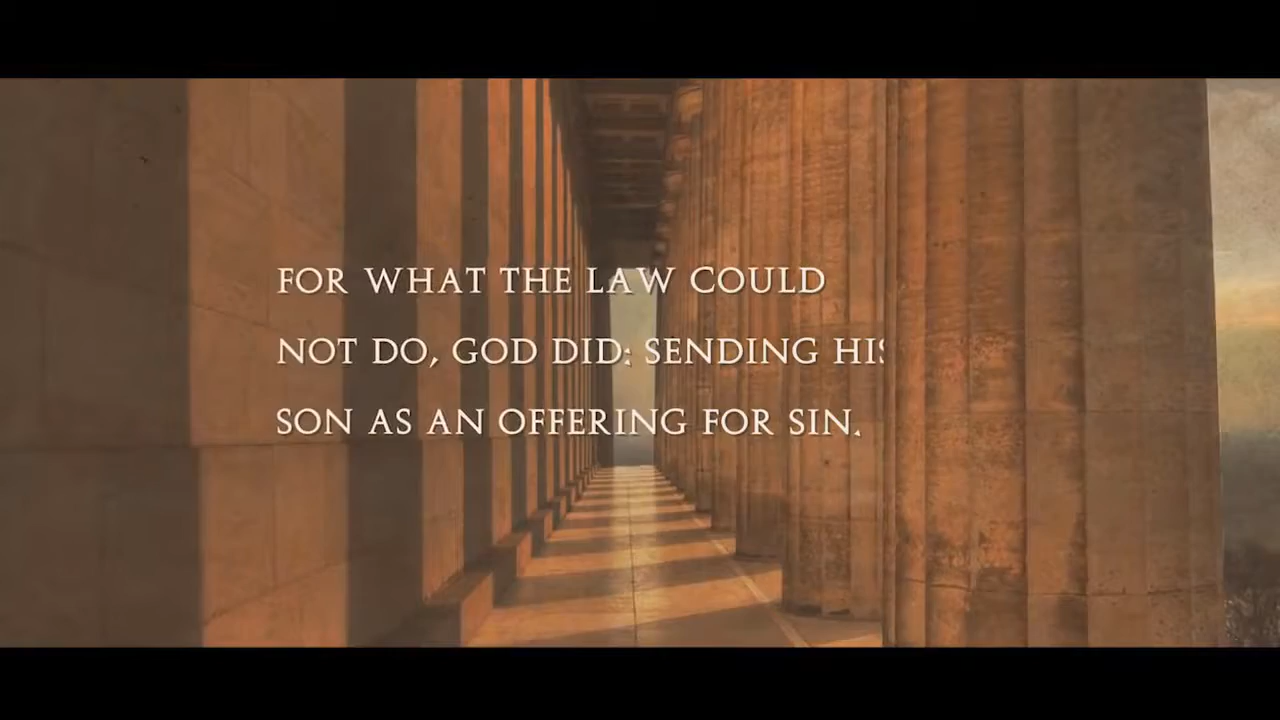 FOR WHAT THE LAW COULD
NOT DO, GOD DID: SENDING HIS
SON AS AN OFFERING FOR SIN.